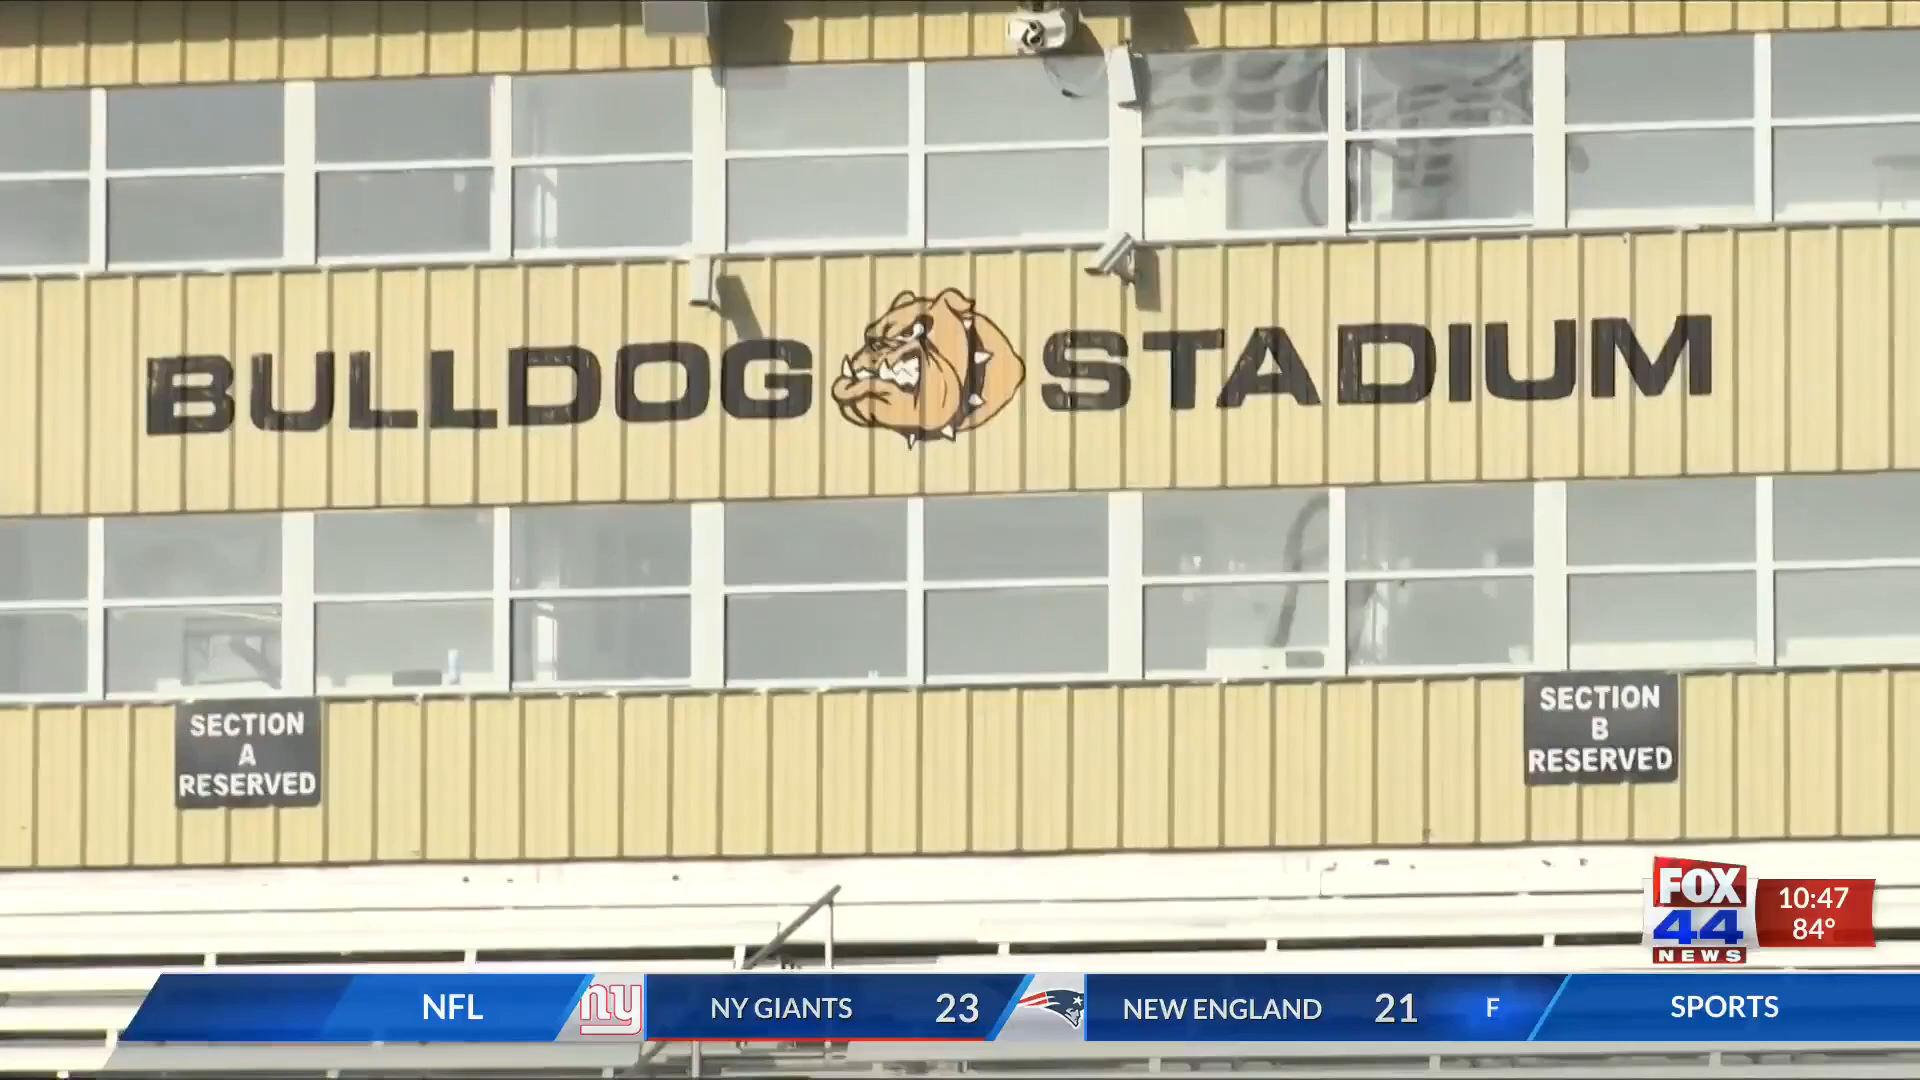 BULLDOG STADIUM
SECTION
A
RESERVED
SECTION
B
RESERVED
FOX
44
NEWS
10:47
84°
NFL
ny
NY GIANTS 23
NEW ENGLAND 21 F
SPORTS